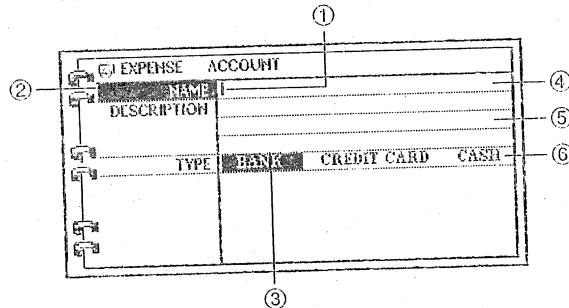 ①
EXPENSE ACCOUNT
② NAME ④
DESCRIPTION
⑤
TYPE BANK CREDIT CARD CASH ⑥
③